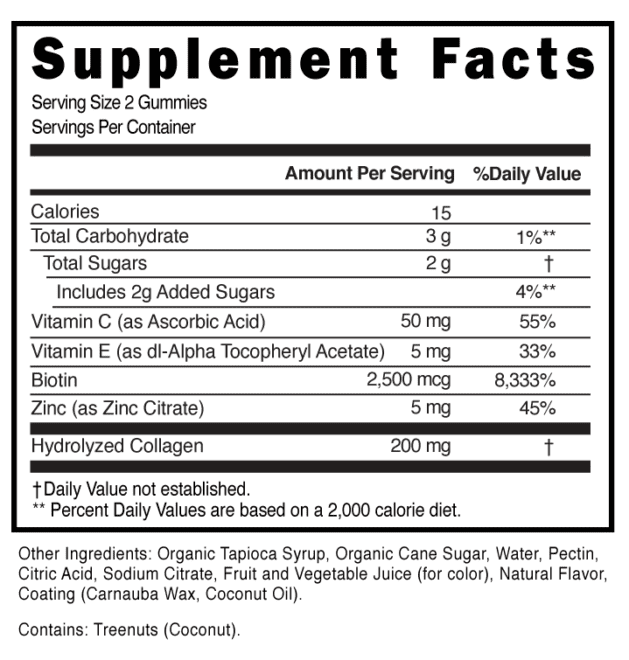 Supplement Facts
Serving Size 2 Gummies
Servings Per Container
Amount Per Serving %Daily Value
Calories 15
Total Carbohydrate 3 g 1%**
Total Sugars 2 g †
Includes 2g Added Sugars 4%**
Vitamin C (as Ascorbic Acid) 50 mg 55%
Vitamin E (as dl-Alpha Tocopheryl Acetate) 5 mg 33%
Biotin 2,500 mcg 8,333%
Zinc (as Zinc Citrate) 5 mg 45%
Hydrolyzed Collagen 200 mg †
†Daily Value not established.
** Percent Daily Values are based on a 2,000 calorie diet.
Other Ingredients: Organic Tapioca Syrup, Organic Cane Sugar, Water, Pectin,
Citric Acid, Sodium Citrate, Fruit and Vegetable Juice (for color), Natural Flavor,
Coating (Carnauba Wax, Coconut Oil).
Contains: Treenuts (Coconut).